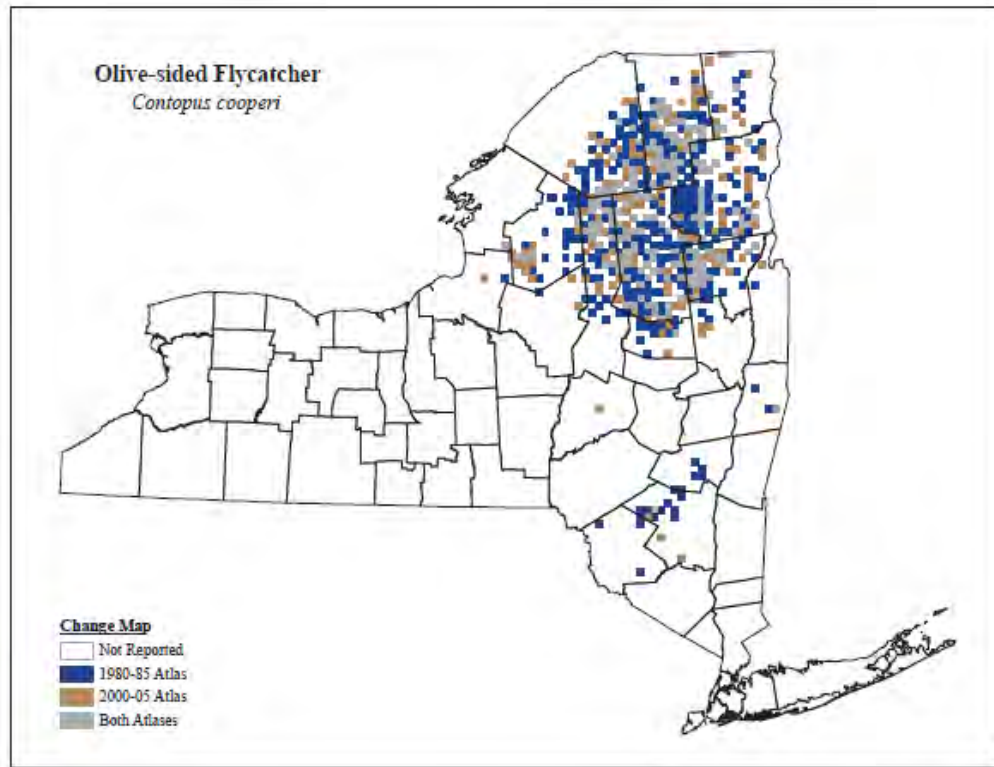 Olive-sided Flycatcher
Contopus cooperi
Change Map
Not Reported
1980-85 Atlas
2000-05 Atlas
Both Atlases